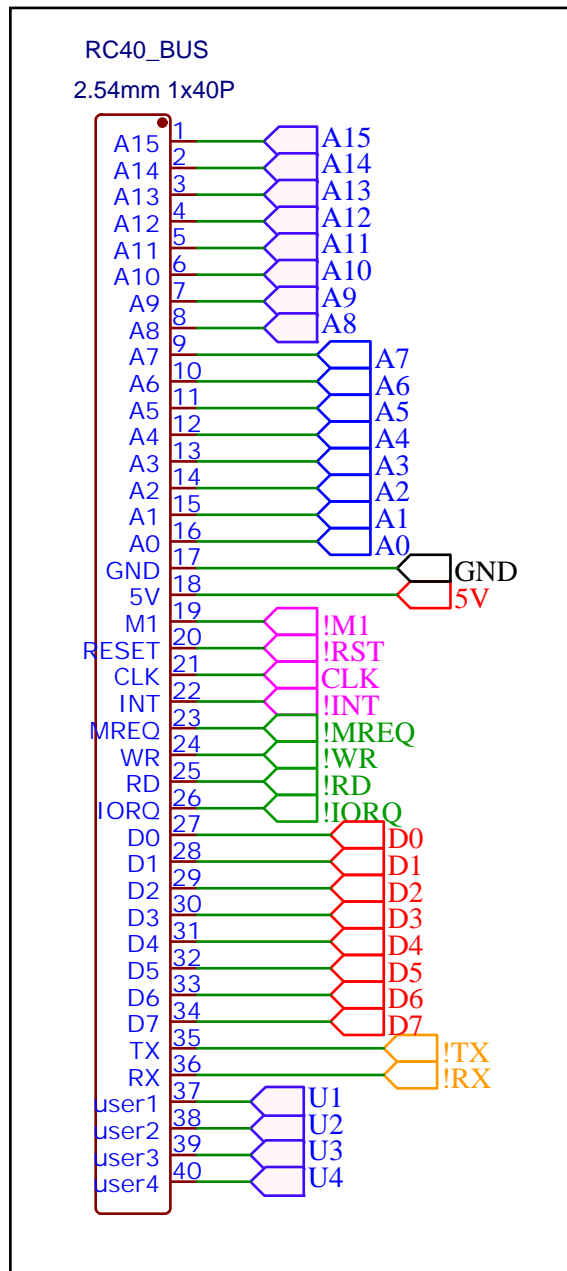 RC40_BUS
2.54mm 1x40P
A15 1 A15
A14 2 A14
A13 3 A13
A12 4 A12
A11 5 A11
A10 6 A10
A9 7 A9
A8 8 A8
A7 9 A7
A6 10 A6
A5 11 A5
A4 12 A4
A3 13 A3
A2 14 A2
A1 15 A1
A0 16 A0
GND 17 GND
5V 18 5V
M1 19 !M1
RESET 20 !RST
CLK 21 CLK
INT 22 !INT
MREQ 23 !MREQ
WR 24 !WR
RD 25 !RD
IORQ 26 !IORQ
D0 27 D0
D1 28 D1
D2 29 D2
D3 30 D3
D4 31 D4
D5 32 D5
D6 33 D6
D7 34 D7
TX 35 !TX
RX 36 !RX
user1 37 U1
user2 38 U2
user3 39 U3
user4 40 U4